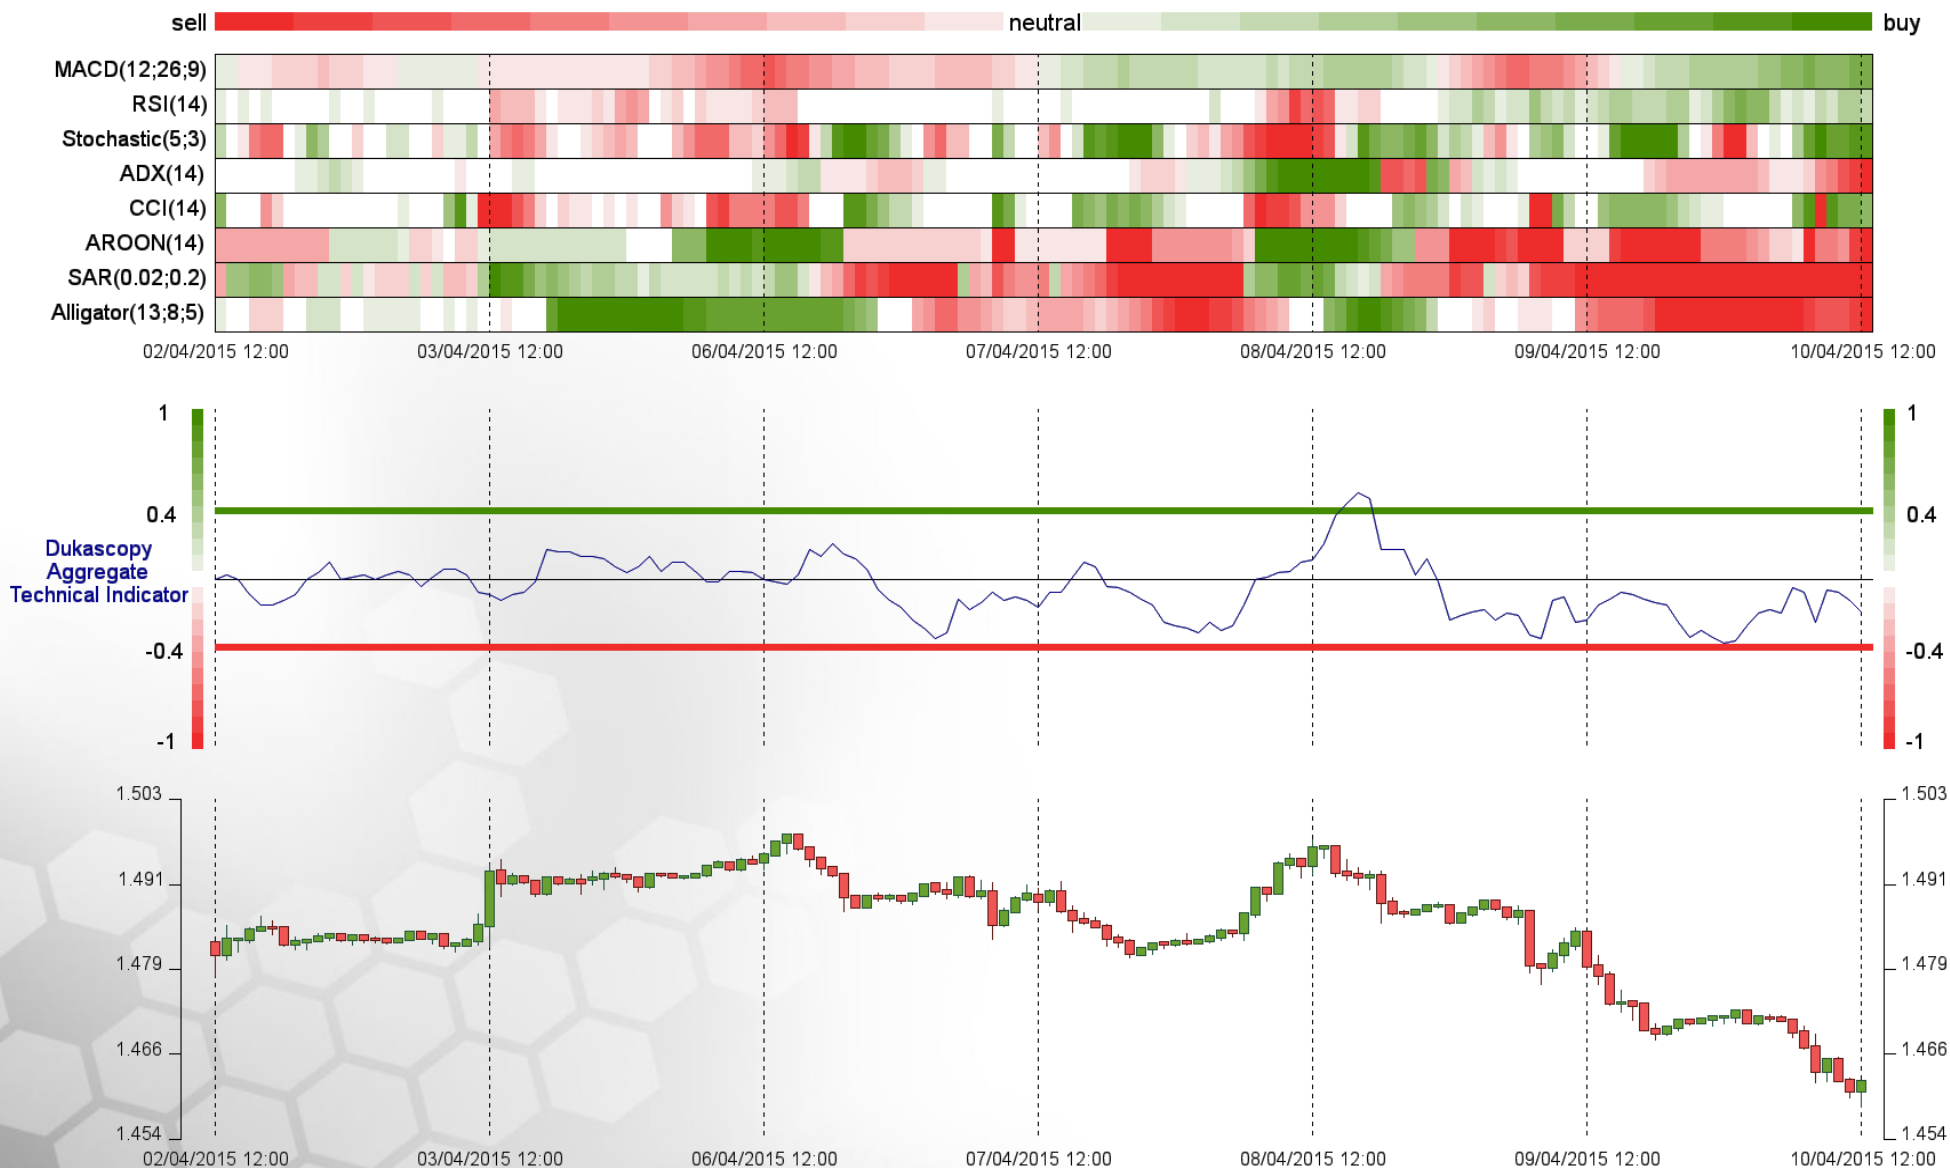 sell neutral buy
MACD(12;26;9)
RSI(14)
Stochastic(5;3)
ADX(14)
CCI(14)
AROON(14)
SAR(0.02;0.2)
Alligator(13;8;5)
02/04/2015 12:00 03/04/2015 12:00 06/04/2015 12:00 07/04/2015 12:00 08/04/2015 12:00 09/04/2015 12:00 10/04/2015 12:00
1 1
0.4 0.4
Dukascopy
Aggregate
Technical Indicator
-0.4 -0.4
-1 -1
1.503 1.503
1.491 1.491
1.479 1.479
1.466 1.466
1.454 1.454
02/04/2015 12:00 03/04/2015 12:00 06/04/2015 12:00 07/04/2015 12:00 08/04/2015 12:00 09/04/2015 12:00 10/04/2015 12:00